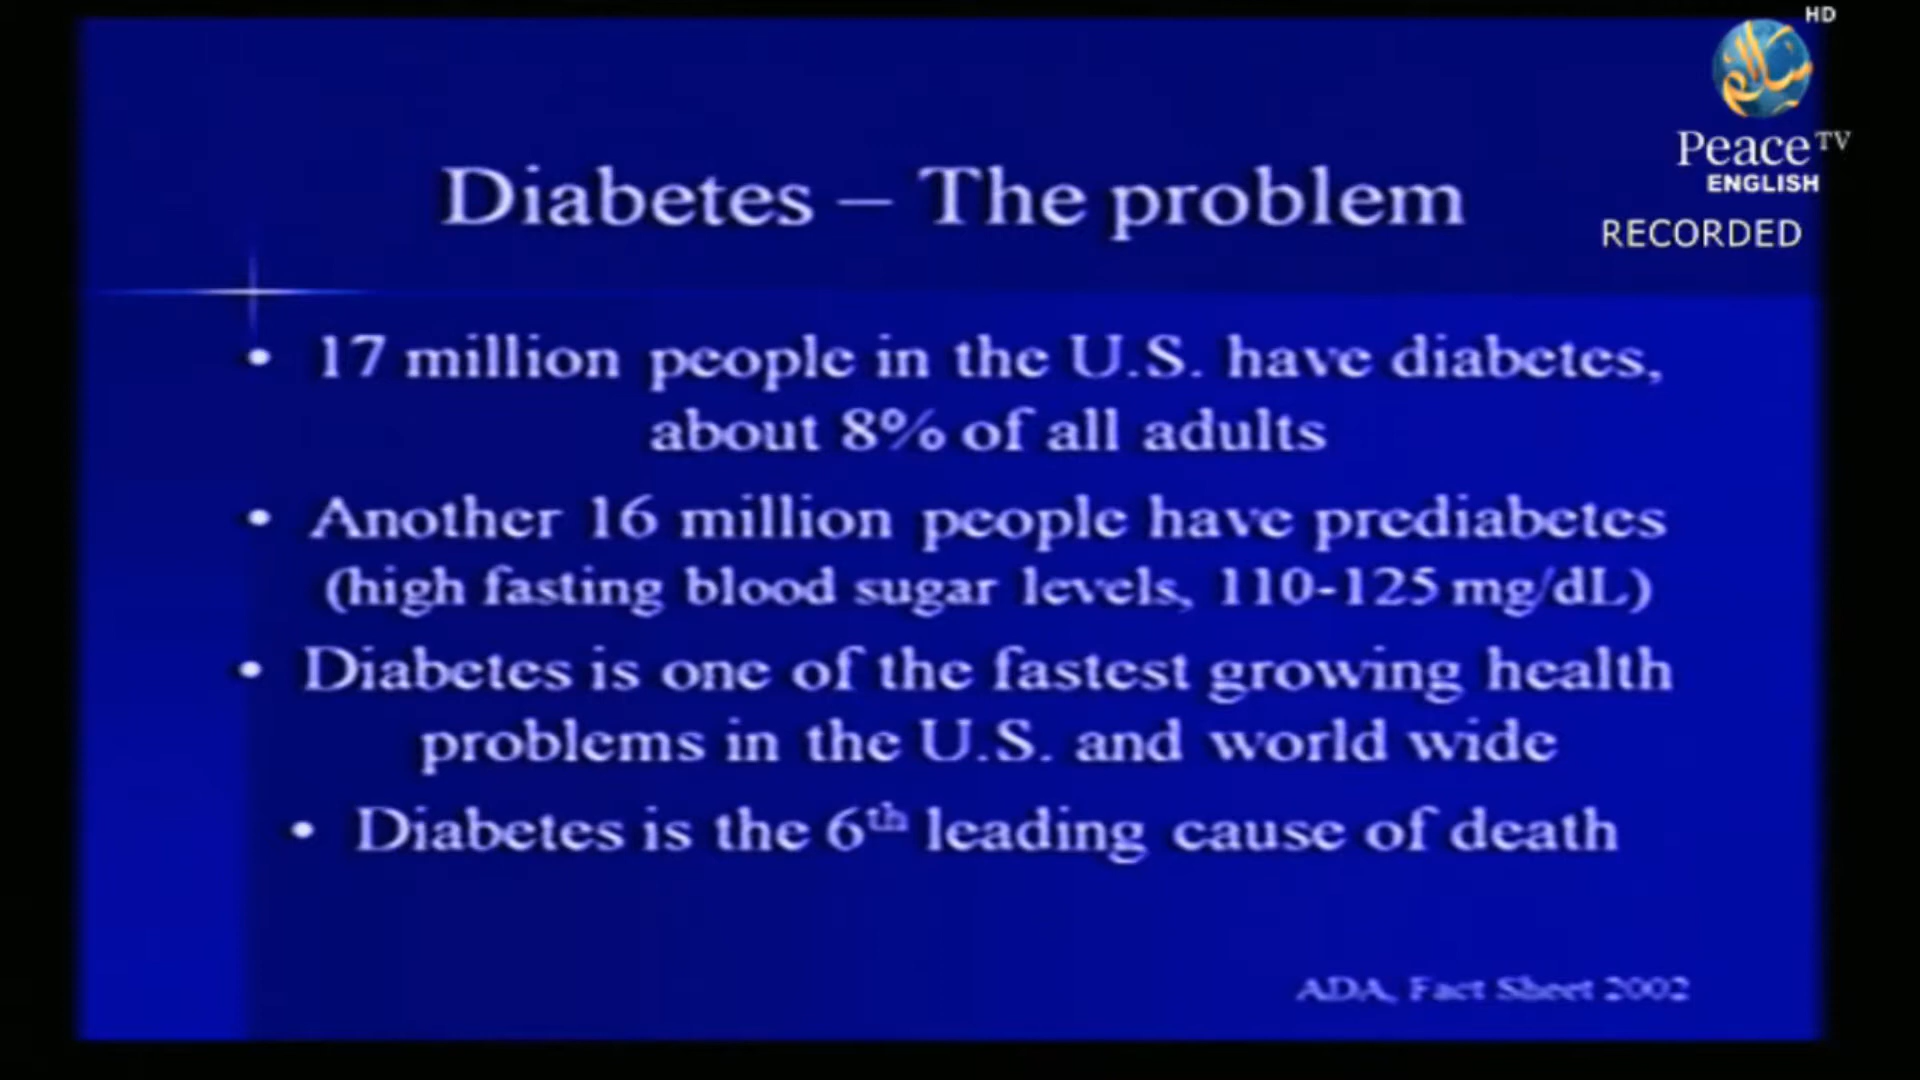 HD
سلام
Peace TV
ENGLISH
RECORDED
Diabetes – The problem
• 17 million people in the U.S. have diabetes,
about 8% of all adults
• Another 16 million people have prediabetes
(high fasting blood sugar levels, 110-125 mg/dL)
• Diabetes is one of the fastest growing health
problems in the U.S. and world wide
• Diabetes is the 6th leading cause of death
ADA, Fact Sheet 2002